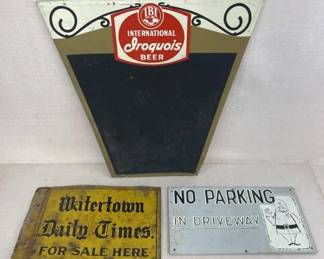 IBI
INTERNATIONAL
Iroquois
BEER
Watertown
Daily Times.
FOR SALE HERE
NO PARKING
IN DRIVEWAY